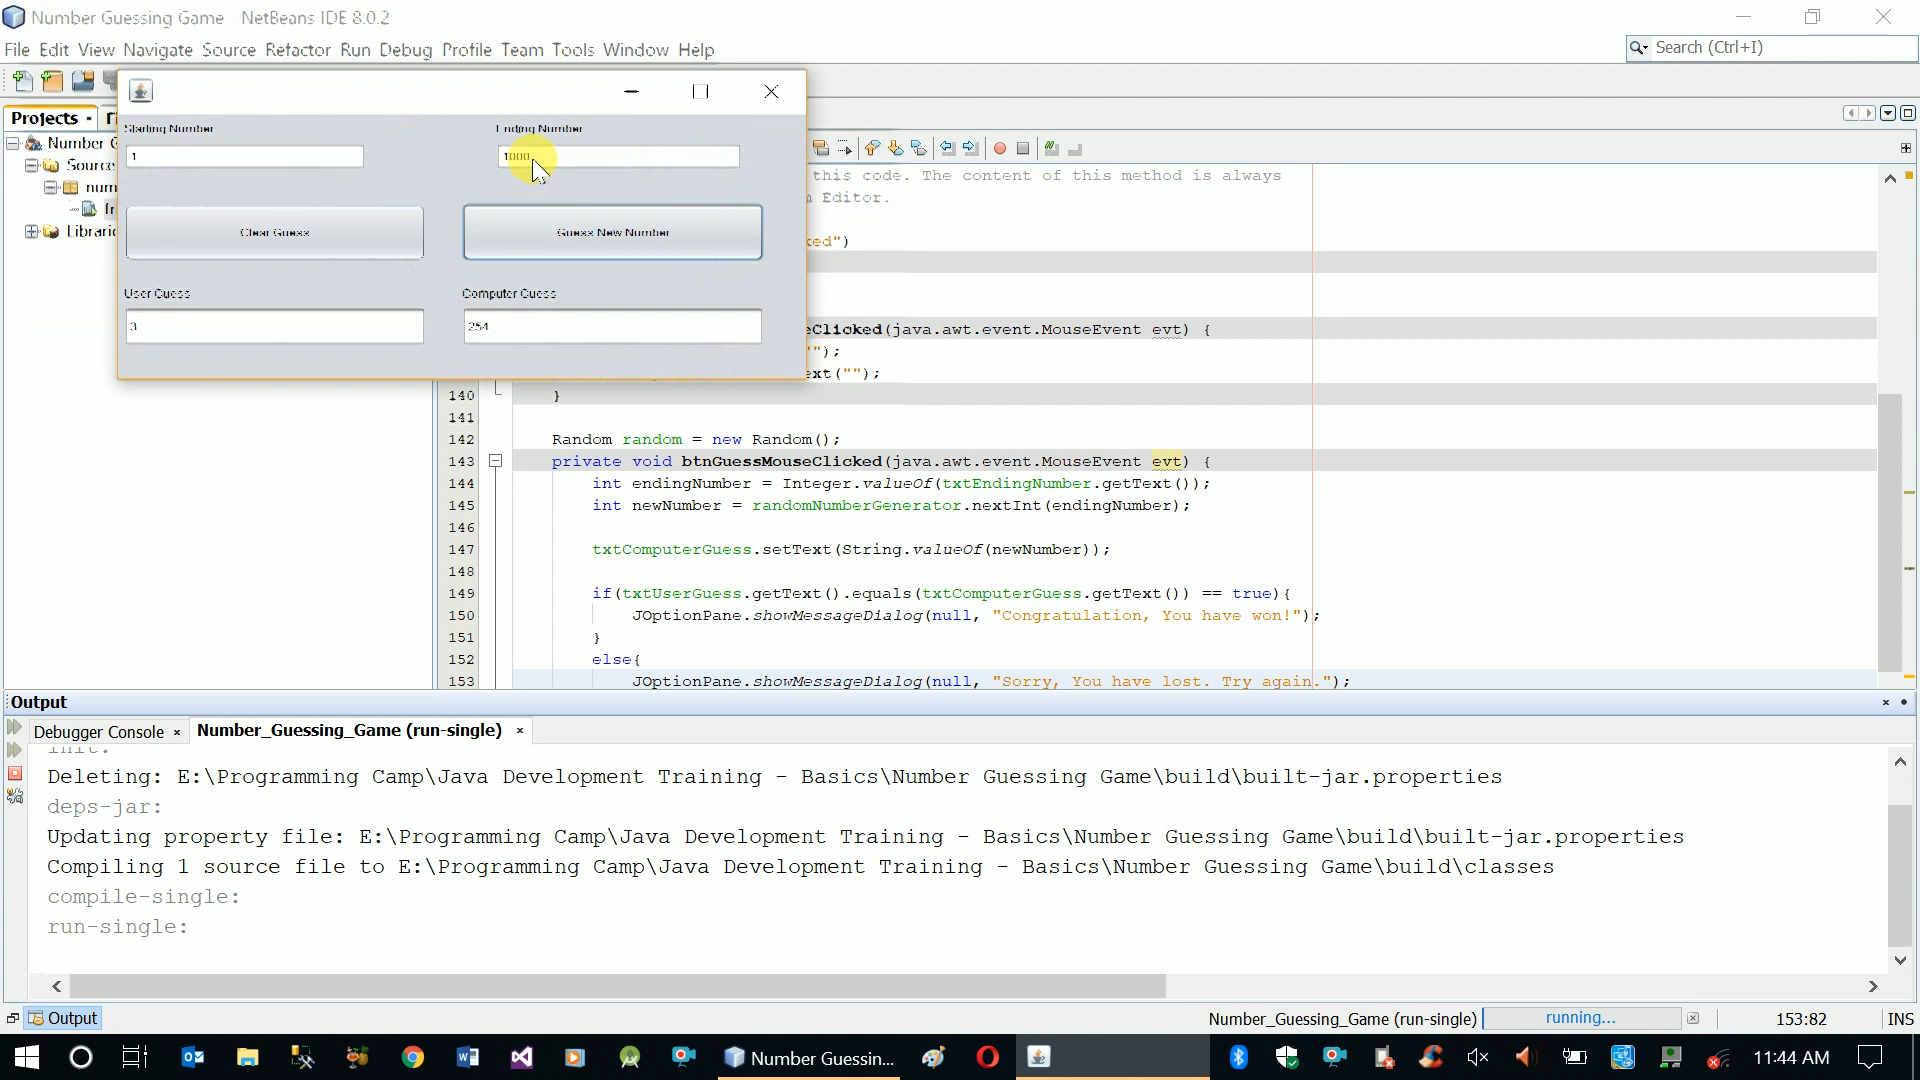 Number Guessing Game NetBeans IDE 8.0.2
File Edit View Navigate Source Refactor Run Debug Profile Team Tools Window Help
Search (Ctrl+I)
Projects
Starting Number Ending Number
Number
1 1000
Source
this code. The content of this method is always
num
Editor.
Librari
Clear Guess Guess New Number
ed")
User Guess Computer Guess
3 254
eClicked(java.awt.event.MouseEvent evt) {
"");
ext("");
140 }
141
142 Random random = new Random();
143 private void btnGuessMouseClicked(java.awt.event.MouseEvent evt) {
144 int endingNumber = Integer.valueOf(txtEndingNumber.getText());
145 int newNumber = randomNumberGenerator.nextInt(endingNumber);
146
147 txtComputerGuess.setText(String.valueOf(newNumber));
148
149 if(txtUserGuess.getText().equals(txtComputerGuess.getText()) == true){
150 JOptionPane.showMessageDialog(null, "Congratulation, You have won!");
151 }
152 else{
153 JOptionPane.showMessageDialog(null, "Sorry, You have lost. Try again.");
Output
Debugger Console Number_Guessing_Game (run-single)
init:
Deleting: E:\Programming Camp\Java Development Training - Basics\Number Guessing Game\build\built-jar.properties
deps-jar:
Updating property file: E:\Programming Camp\Java Development Training - Basics\Number Guessing Game\build\built-jar.properties
Compiling 1 source file to E:\Programming Camp\Java Development Training - Basics\Number Guessing Game\build\classes
compile-single:
run-single:
Output Number_Guessing_Game (run-single) running... 153:82 INS
Number Guessin... 11:44 AM